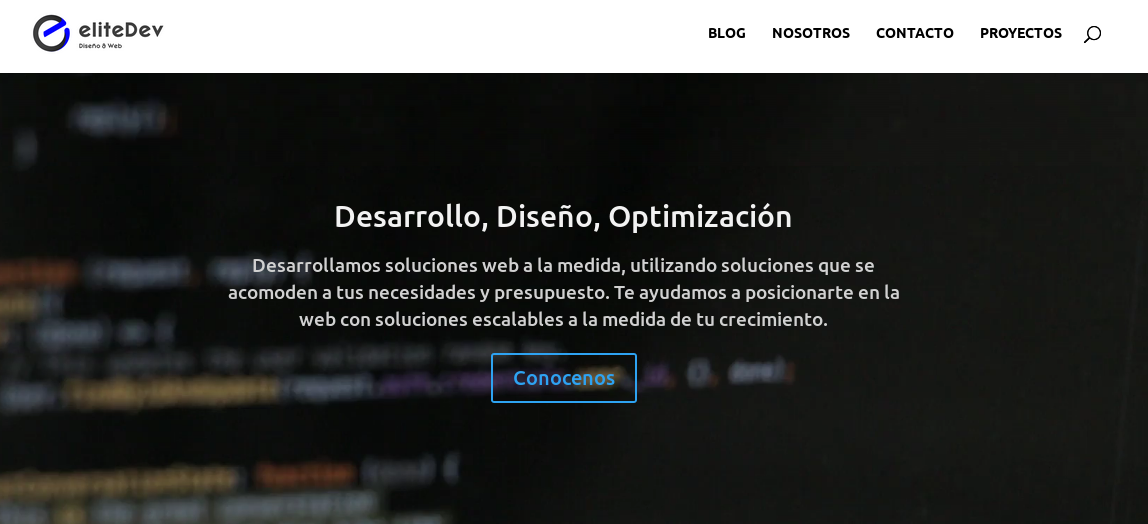 eliteDev
Diseño & Web
BLOG NOSOTROS CONTACTO PROYECTOS
Desarrollo, Diseño, Optimización
Desarrollamos soluciones web a la medida, utilizando soluciones que se
acomoden a tus necesidades y presupuesto. Te ayudamos a posicionarte en la
web con soluciones escalables a la medida de tu crecimiento.
Conocenos